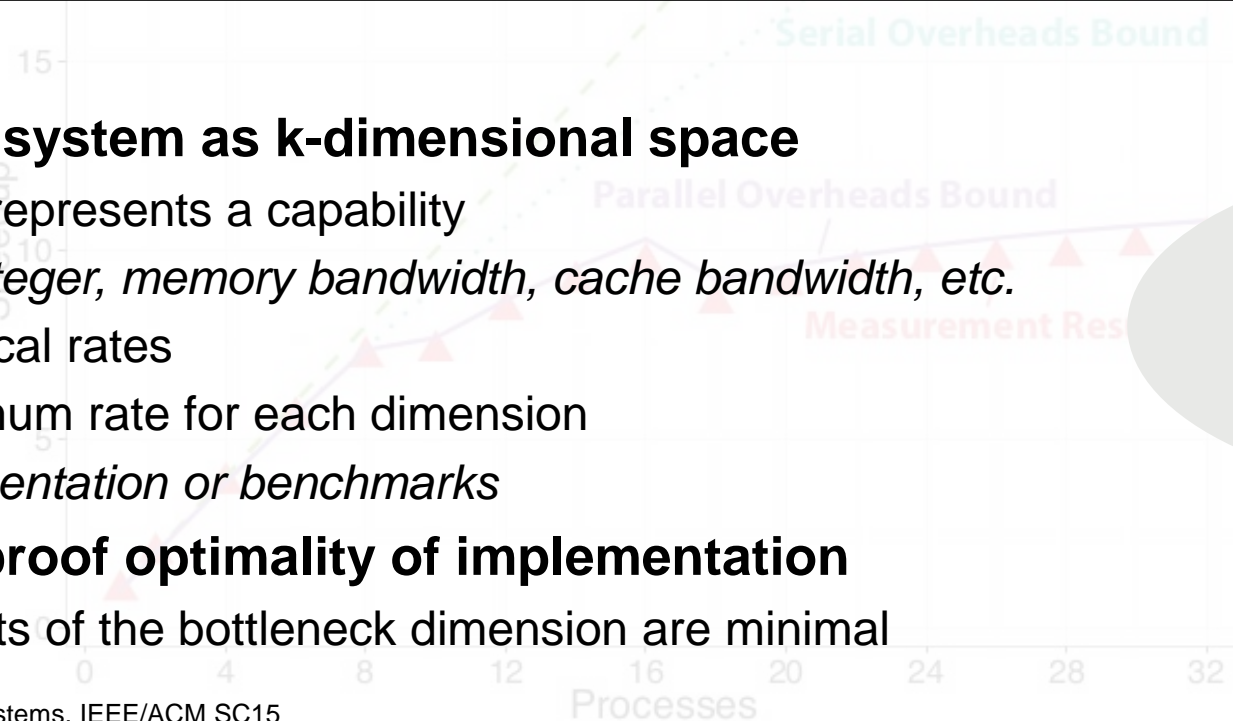 Serial Overheads Bound
15
system as k-dimensional space
Parallel Overheads Bound
represents a capability
10
teger, memory bandwidth, cache bandwidth, etc.
Measurement Res
cal rates
num rate for each dimension
5
entation or benchmarks
proof optimality of implementation
ts of the bottleneck dimension are minimal
0
0 4 8 12 16 20 24 28 32
Processes
stems, IEEE/ACM SC15